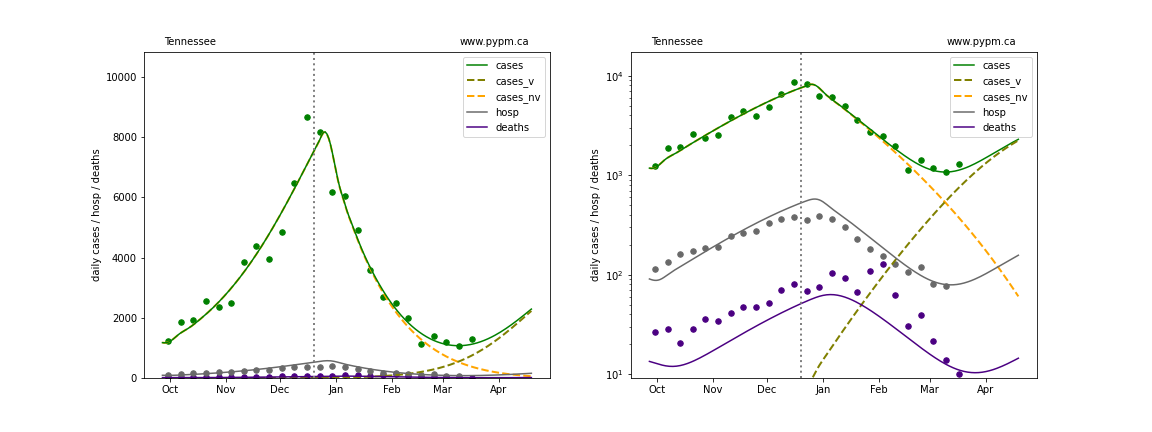 Tennessee
www.pypm.ca
cases
cases_v
cases_nv
hosp
deaths
daily cases / hosp / deaths
10000
8000
6000
4000
2000
0
Oct
Nov
Dec
Jan
Feb
Mar
Apr
Tennessee
www.pypm.ca
cases
cases_v
cases_nv
hosp
deaths
daily cases / hosp / deaths
10⁴
10³
10²
10¹
Oct
Nov
Dec
Jan
Feb
Mar
Apr